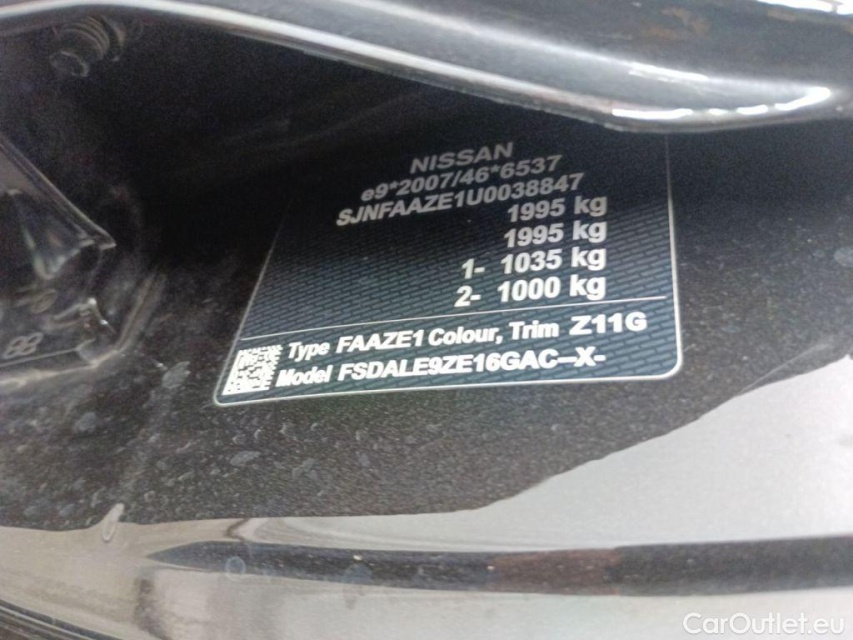 NISSAN
e9*2007/46*6537
SJNFAAZE1U0038847
1995 kg
1995 kg
1- 1035 kg
2- 1000 kg
Type FAAZE1 Colour, Trim Z11G
Model FSDALE9ZE16GAC-X-
CarOutlet.eu